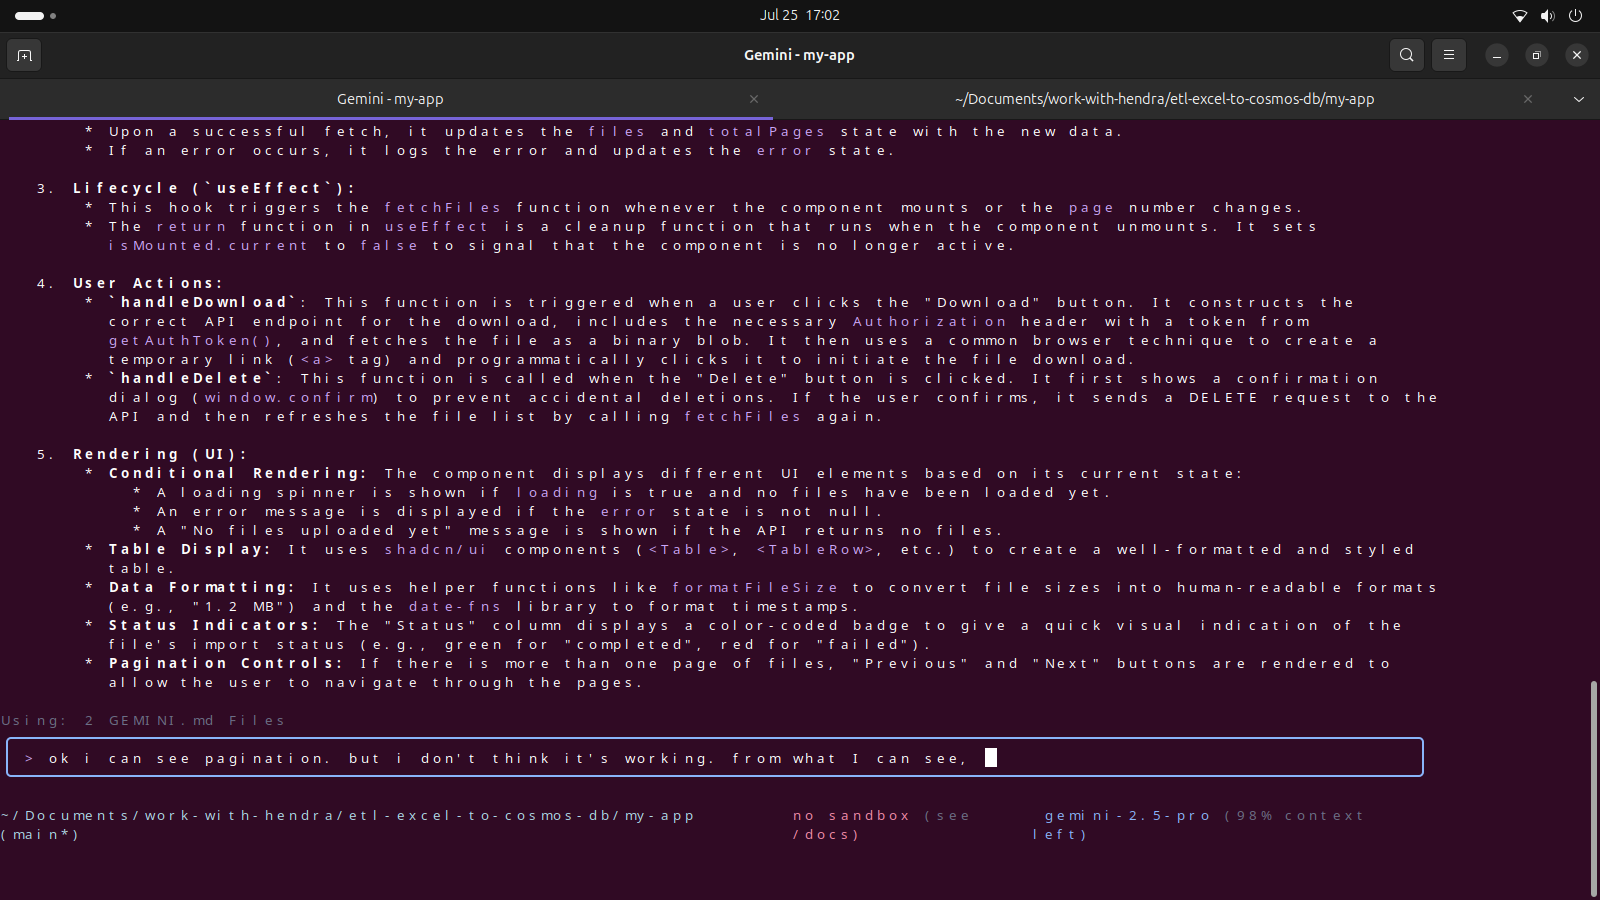 Jul 25 17:02
Gemini - my-app
Gemini - my-app
~/Documents/work-with-hendra/etl-excel-to-cosmos-db/my-app
* Upon a successful fetch, it updates the files and totalPages state with the new data.
* If an error occurs, it logs the error and updates the error state.
3. Lifecycle (`useEffect`):
* This hook triggers the fetchFiles function whenever the component mounts or the page number changes.
* The return function in useEffect is a cleanup function that runs when the component unmounts. It sets
isMounted.current to false to signal that the component is no longer active.
4. User Actions:
* `handleDownload`: This function is triggered when a user clicks the "Download" button. It constructs the
correct API endpoint for the download, includes the necessary Authorization header with a token from
getAuthToken(), and fetches the file as a binary blob. It then uses a common browser technique to create a
temporary link (<a> tag) and programmatically clicks it to initiate the file download.
* `handleDelete`: This function is called when the "Delete" button is clicked. It first shows a confirmation
dialog (window.confirm) to prevent accidental deletions. If the user confirms, it sends a DELETE request to the
API and then refreshes the file list by calling fetchFiles again.
5. Rendering (UI):
* Conditional Rendering: The component displays different UI elements based on its current state:
* A loading spinner is shown if loading is true and no files have been loaded yet.
* An error message is displayed if the error state is not null.
* A "No files uploaded yet" message is shown if the API returns no files.
* Table Display: It uses shadcn/ui components (<Table>, <TableRow>, etc.) to create a well-formatted and styled
table.
* Data Formatting: It uses helper functions like formatFileSize to convert file sizes into human-readable formats
(e.g., "1.2 MB") and the date-fns library to format timestamps.
* Status Indicators: The "Status" column displays a color-coded badge to give a quick visual indication of the
file's import status (e.g., green for "completed", red for "failed").
* Pagination Controls: If there is more than one page of files, "Previous" and "Next" buttons are rendered to
allow the user to navigate through the pages.
Using: 2 GEMINI.md Files
> ok i can see pagination. but i don't think it's working. from what I can see,
~/Documents/work-with-hendra/etl-excel-to-cosmos-db/my-app no sandbox (see gemini-2.5-pro (98% context
(main*) /docs) left)